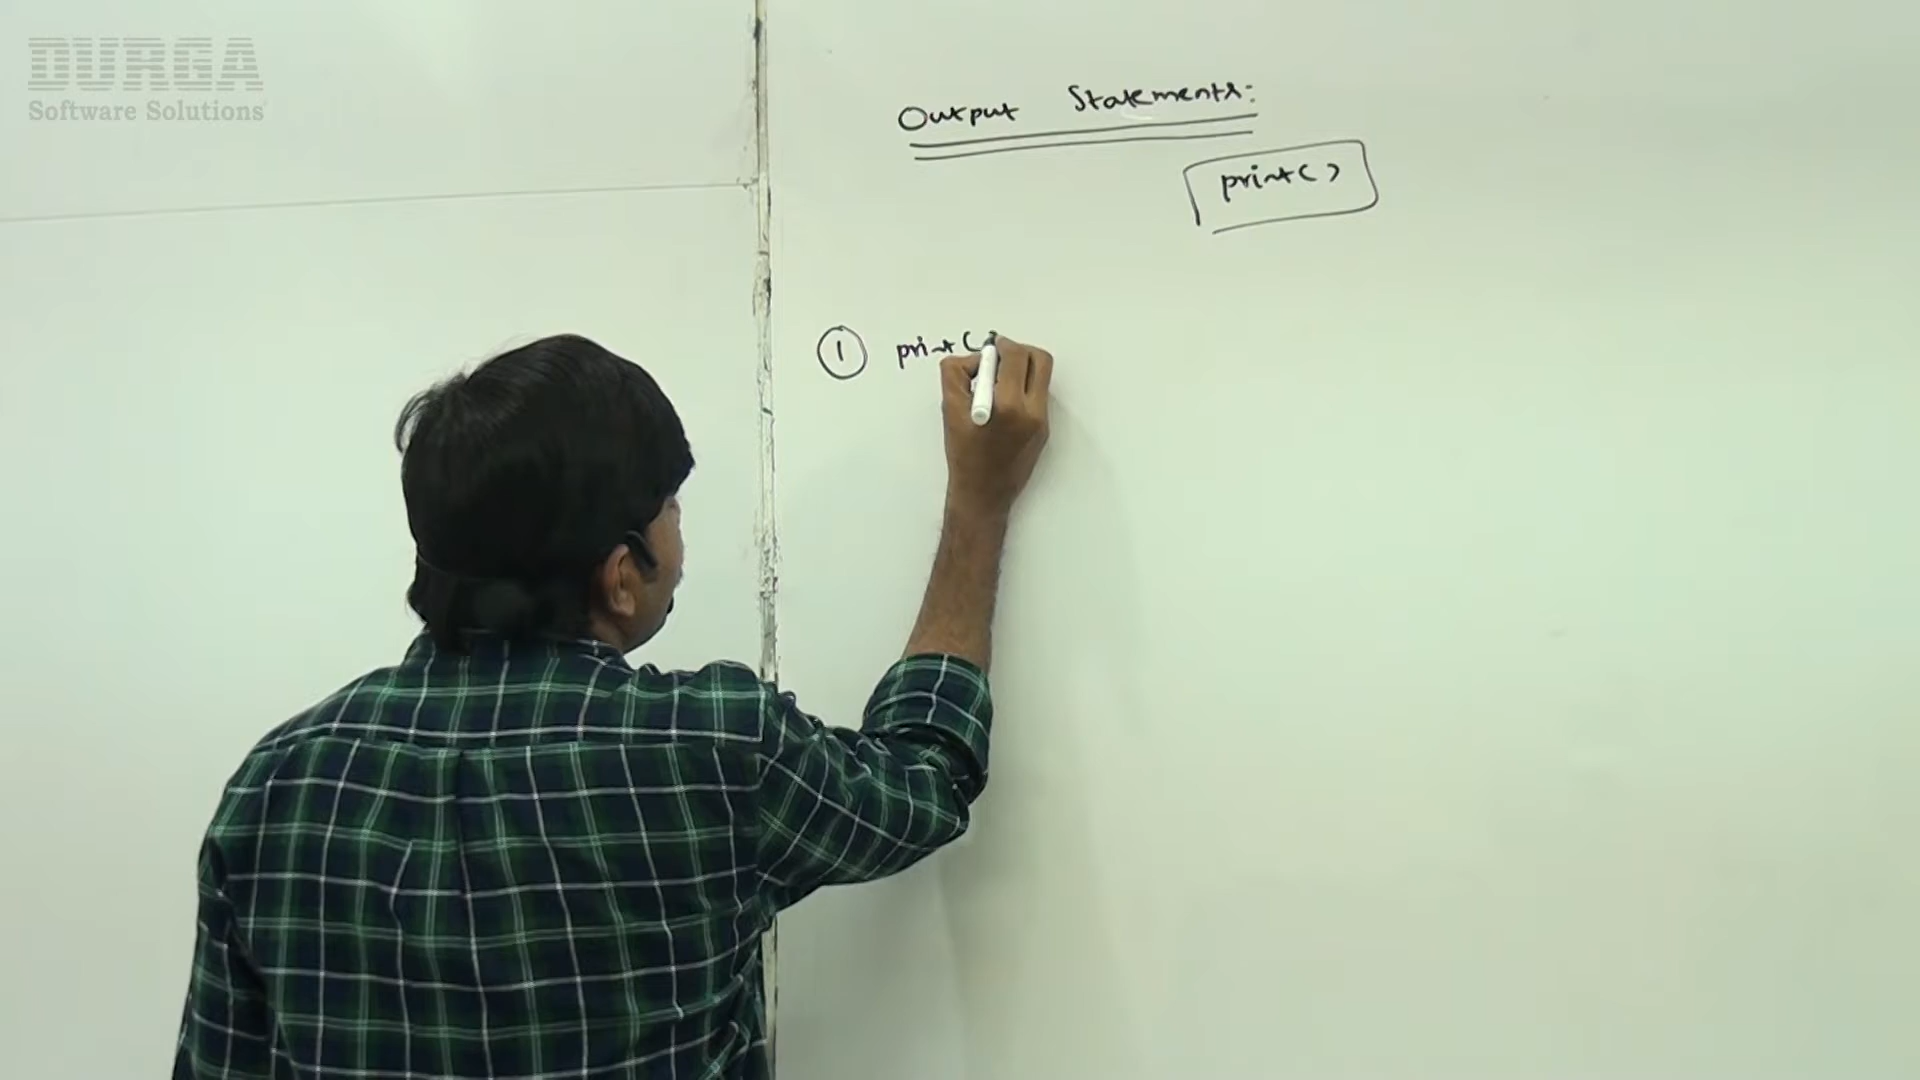 DURGA
Software Solutions
Output Statements:
print()
1 print(